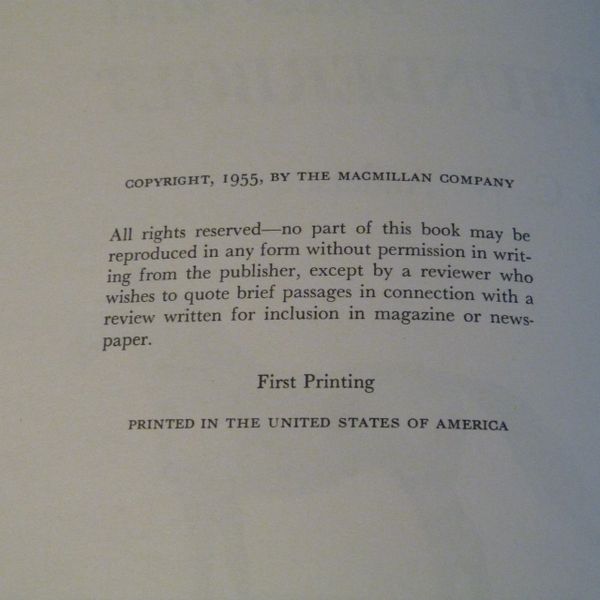 COPYRIGHT, 1955, BY THE MACMILLAN COMPANY
All rights reserved—no part of this book may be
reproduced in any form without permission in writ-
ing from the publisher, except by a reviewer who
wishes to quote brief passages in connection with a
review written for inclusion in magazine or news-
paper.
First Printing
PRINTED IN THE UNITED STATES OF AMERICA